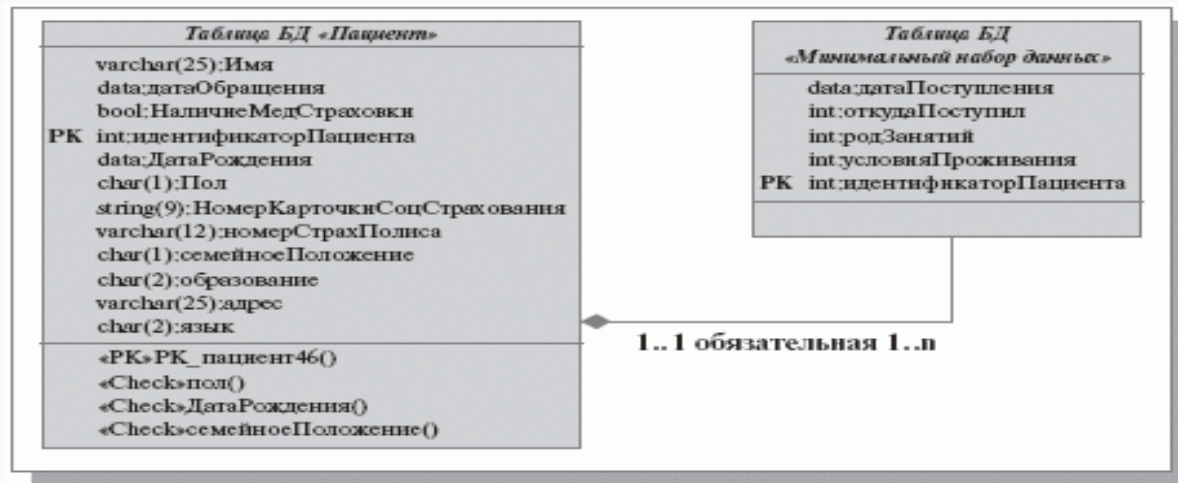 Таблица БД «Пациент»
varchar(25):Имя
data:датаОбращения
bool:НаличиеМедСтраховки
PK int:идентификаторПациента
data:ДатаРождения
char(1):Пол
string(9):НомерКарточкиСоцСтрахования
varchar(12):номерСтрахПолиса
char(1):семейноеПоложение
char(2):образование
varchar(25):адрес
char(2):язык
«PK»PK_пациент46()
«Check»пол()
«Check»ДатаРождения()
«Check»семейноеПоложение()
Таблица БД
«Минимальный набор данных»
data:датаПоступления
int:откудаПоступил
int:родЗанятий
int:условияПроживания
PK int:идентификаторПациента
1..1 обязательная 1..n